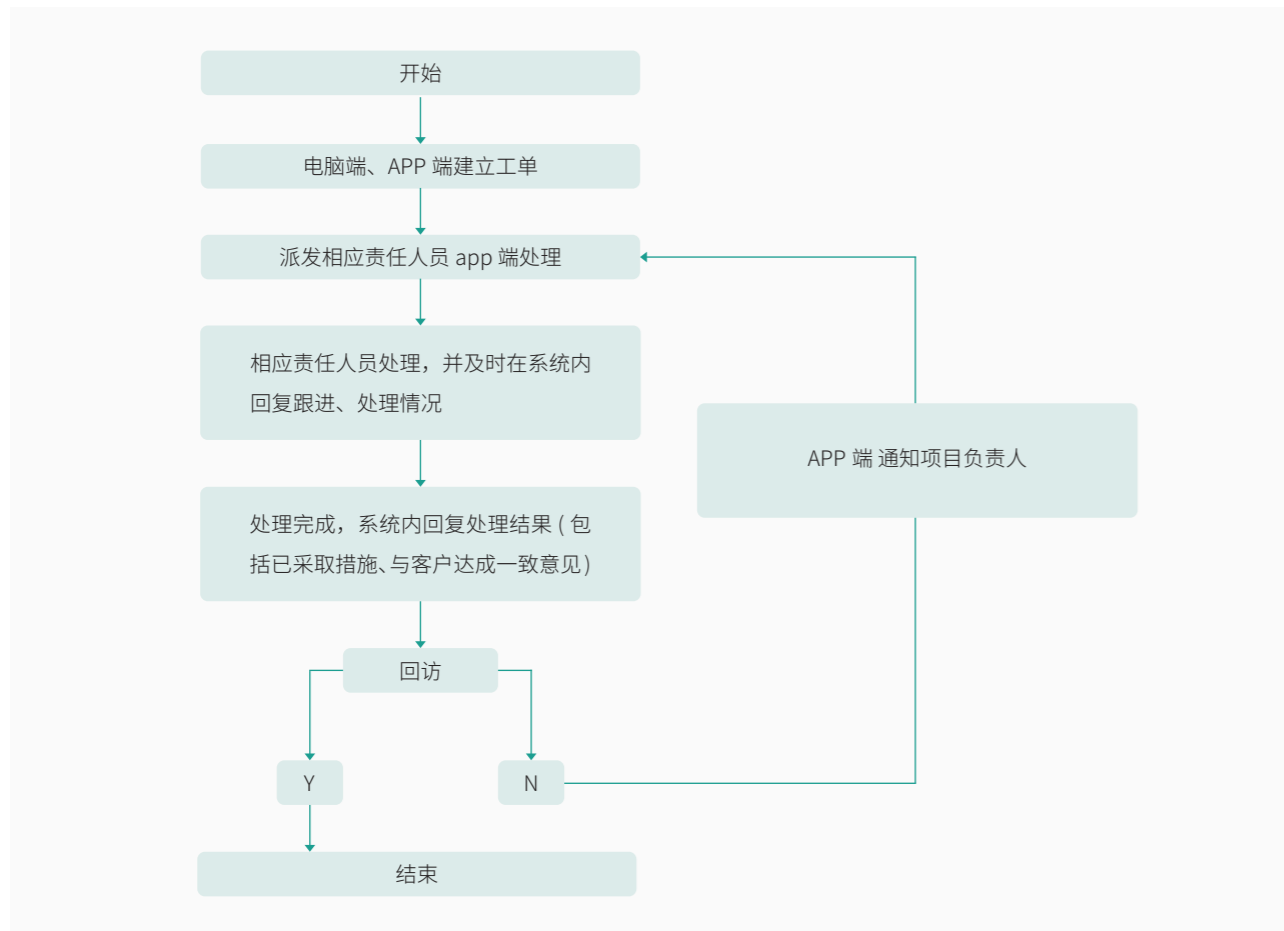 开始
电脑端、APP 端建立工单
派发相应责任人员 app 端处理
相应责任人员处理，并及时在系统内
回复跟进、处理情况
APP 端 通知项目负责人
处理完成，系统内回复处理结果 ( 包
括已采取措施、与客户达成一致意见 )
回访
Y
N
结束